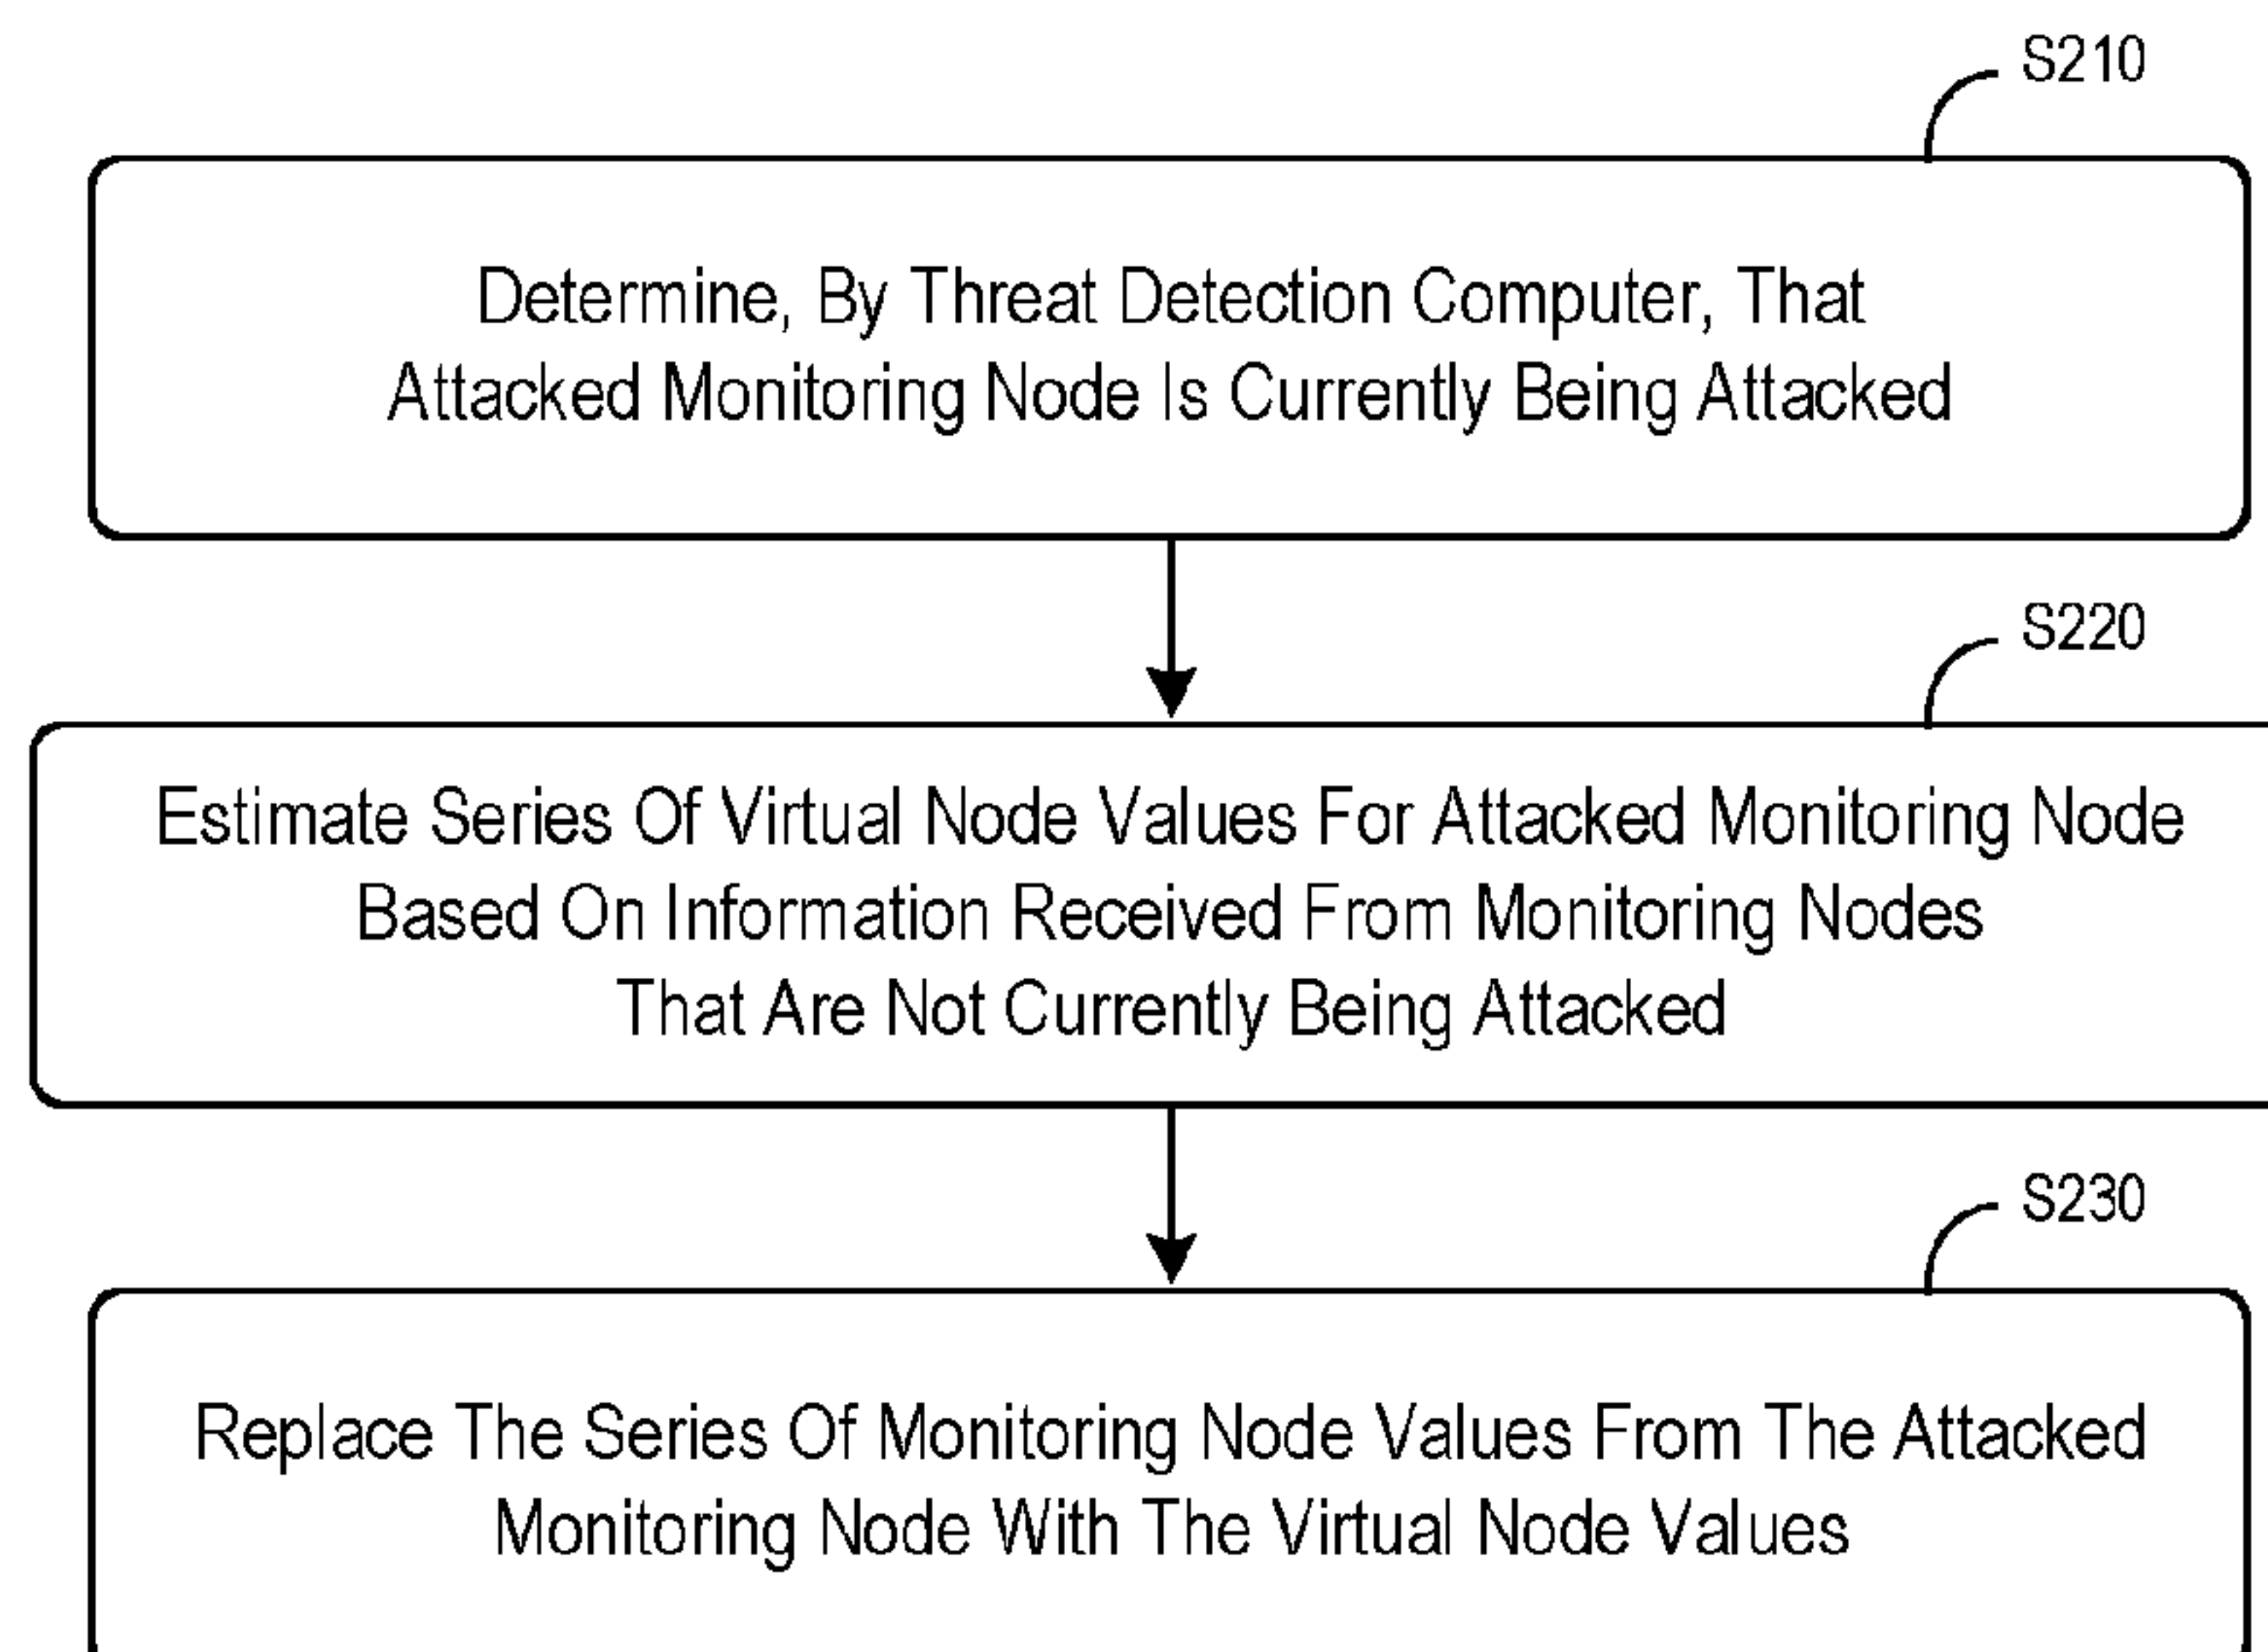 S210
Determine, By Threat Detection Computer, That
Attacked Monitoring Node Is Currently Being Attacked
S220
Estimate Series Of Virtual Node Values For Attacked Monitoring Node
Based On Information Received From Monitoring Nodes
That Are Not Currently Being Attacked
S230
Replace The Series Of Monitoring Node Values From The Attacked
Monitoring Node With The Virtual Node Values